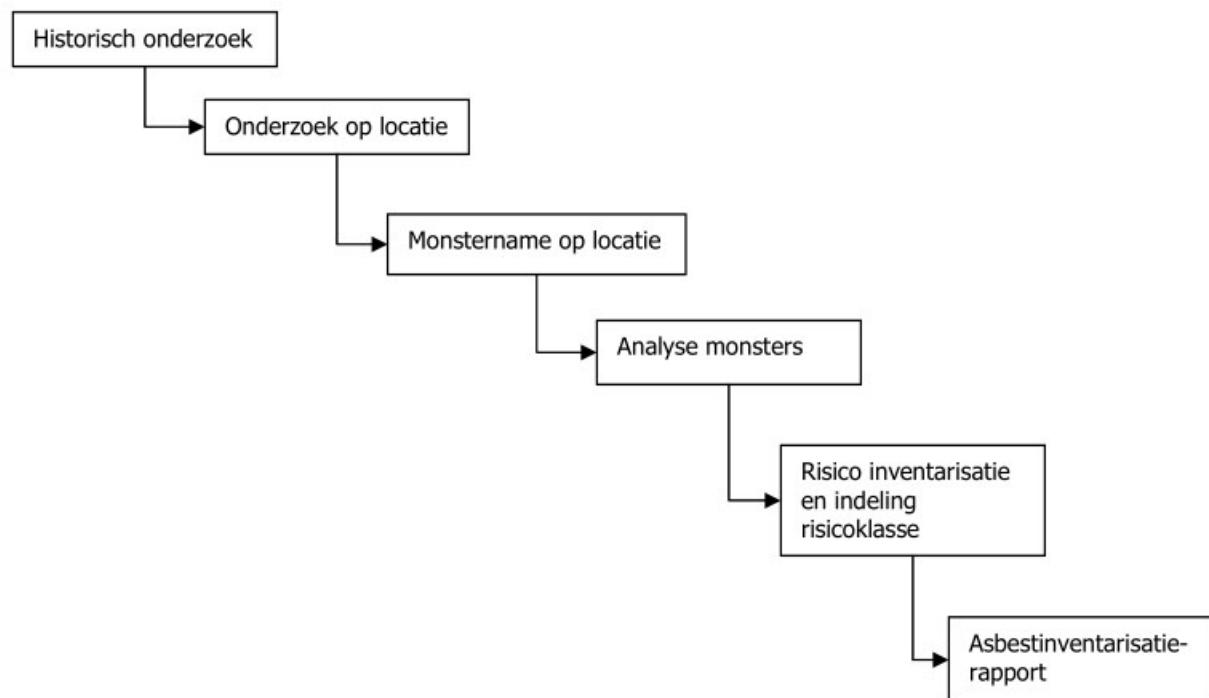 Historisch onderzoek
Onderzoek op locatie
Monstername op locatie
Analyse monsters
Risico inventarisatie
en indeling
risicoklasse
Asbestinventarisatie-
rapport